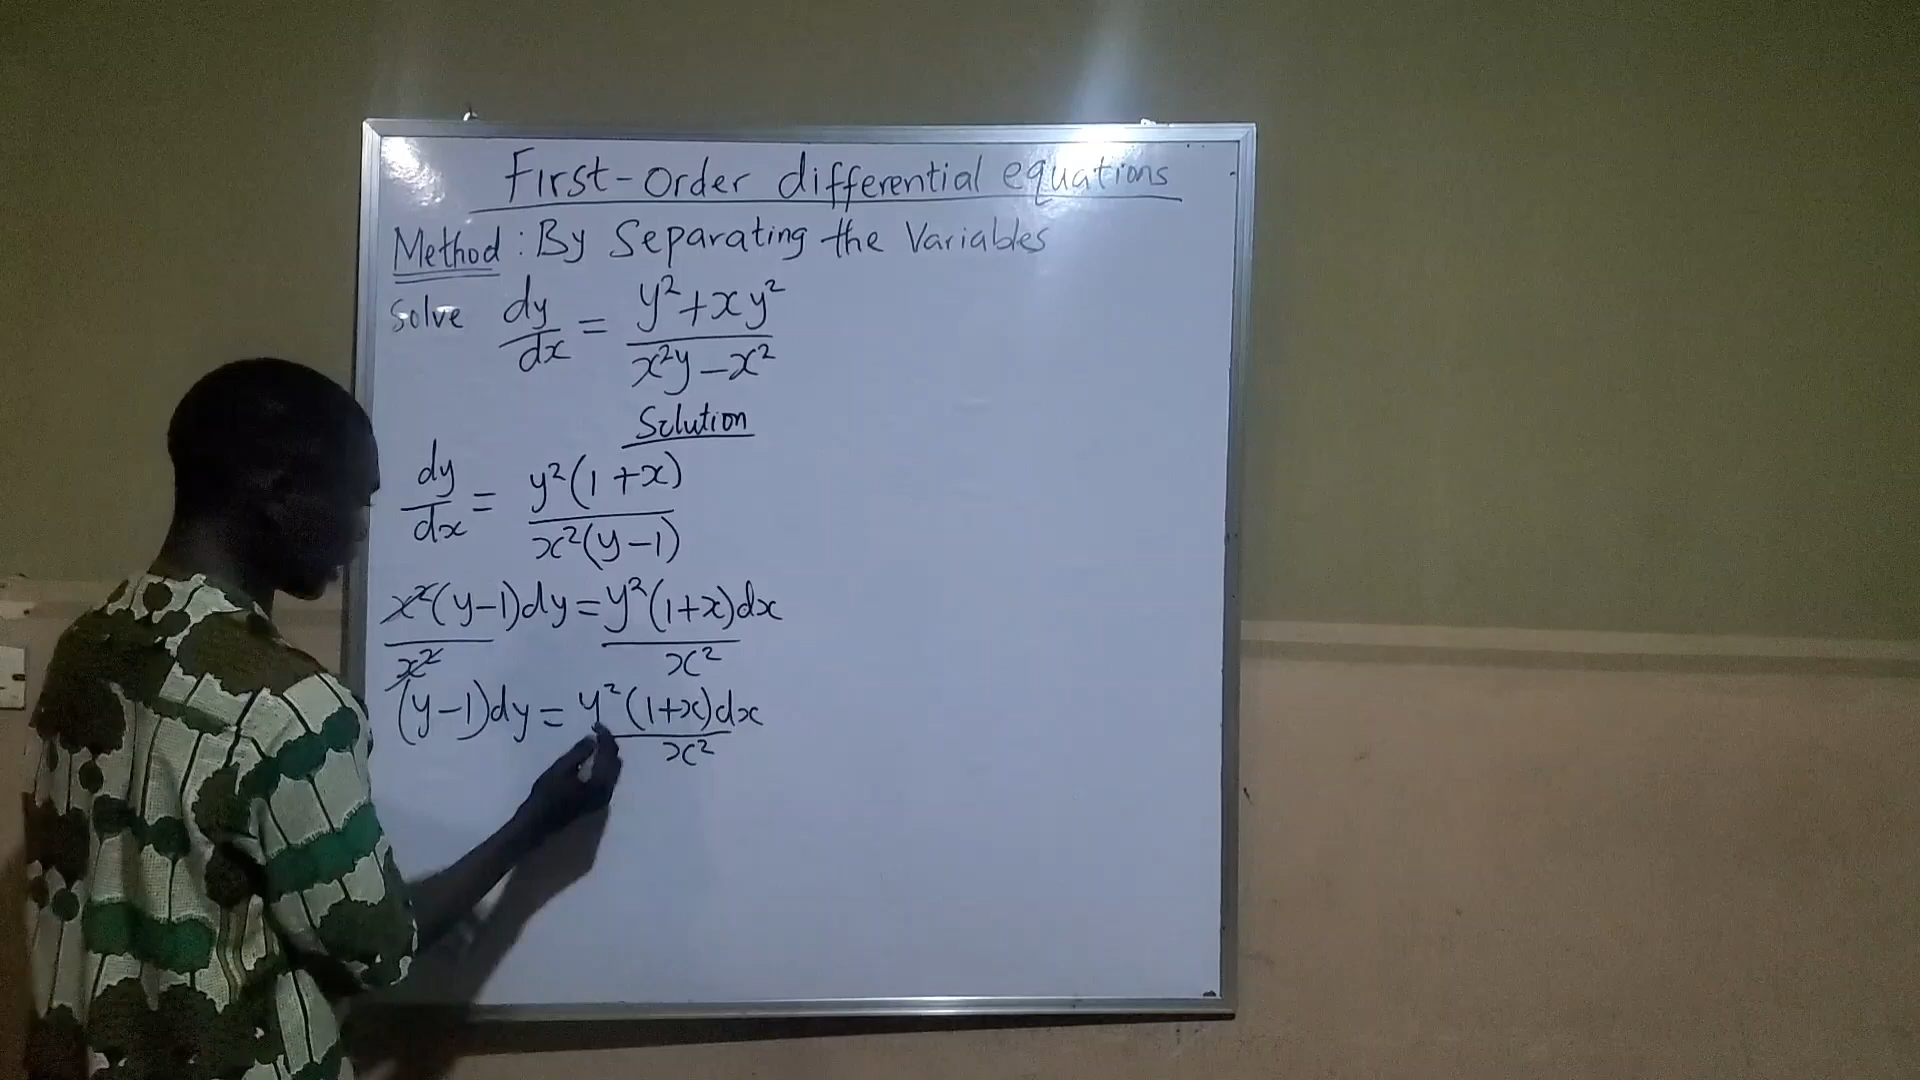 First-Order differential equations
Method: By Separating the Variables
Solve dy/dx = (y²+xy²)/(x²y-x²)
Solution
dy/dx = y²(1+x)/x²(y-1)
x²(y-1)dy/x² = y²(1+x)dx/x²
(y-1)dy = y²(1+x)dx/x²